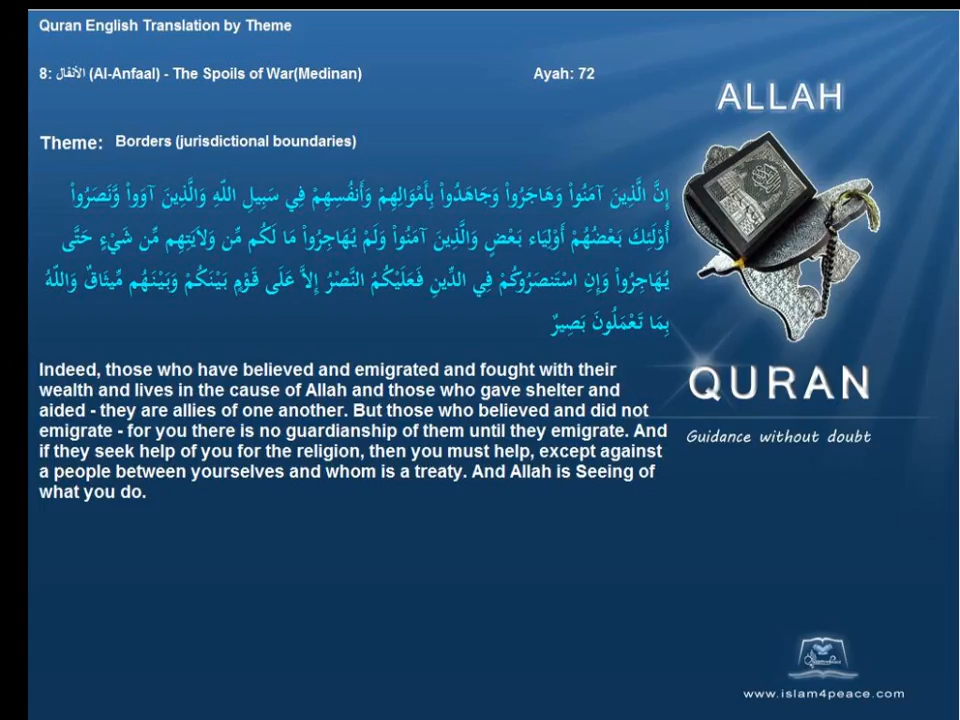 Quran English Translation by Theme
8: الأنفال (Al-Anfaal) - The Spoils of War(Medinan) Ayah: 72
Theme: Borders (jurisdictional boundaries)
إِنَّ الَّذِينَ آمَنُواْ وَهَاجَرُواْ وَجَاهَدُواْ بِأَمْوَالِهِمْ وَأَنفُسِهِمْ فِي سَبِيلِ اللّهِ وَالَّذِينَ آوَواْ وَّنَصَرُواْ
أُوْلَئِكَ بَعْضُهُمْ أَوْلِيَاء بَعْضٍ وَالَّذِينَ آمَنُواْ وَلَمْ يُهَاجِرُواْ مَا لَكُم مِّن وَلاَيَتِهِم مِّن شَيْءٍ حَتَّى
يُهَاجِرُواْ وَإِنِ اسْتَنصَرُوكُمْ فِي الدِّينِ فَعَلَيْكُمُ النَّصْرُ إِلاَّ عَلَى قَوْمٍ بَيْنَكُمْ وَبَيْنَهُم مِّيثَاقٌ وَاللّهُ
بِمَا تَعْمَلُونَ بَصِيرٌ
Indeed, those who have believed and emigrated and fought with their
wealth and lives in the cause of Allah and those who gave shelter and
aided - they are allies of one another. But those who believed and did not
emigrate - for you there is no guardianship of them until they emigrate. And
if they seek help of you for the religion, then you must help, except against
a people between yourselves and whom is a treaty. And Allah is Seeing of
what you do.
ALLAH
QURAN
Guidance without doubt
www.islam4peace.com